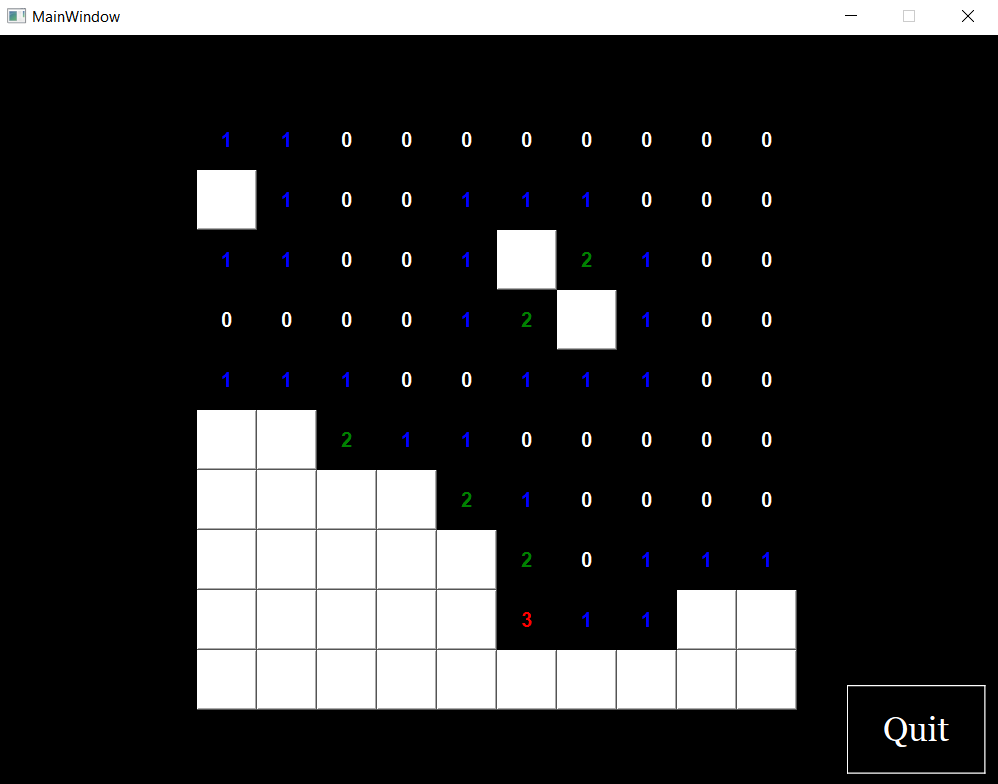 MainWindow
1 1 0 0 0 0 0 0 0 0
1 0 0 1 1 1 0 0 0
1 1 0 0 1 2 1 0 0
0 0 0 0 1 2 1 0 0
1 1 1 0 0 1 1 1 0 0
2 1 1 0 0 0 0 0
2 1 0 0 0 0
2 0 1 1 1
3 1 1
Quit